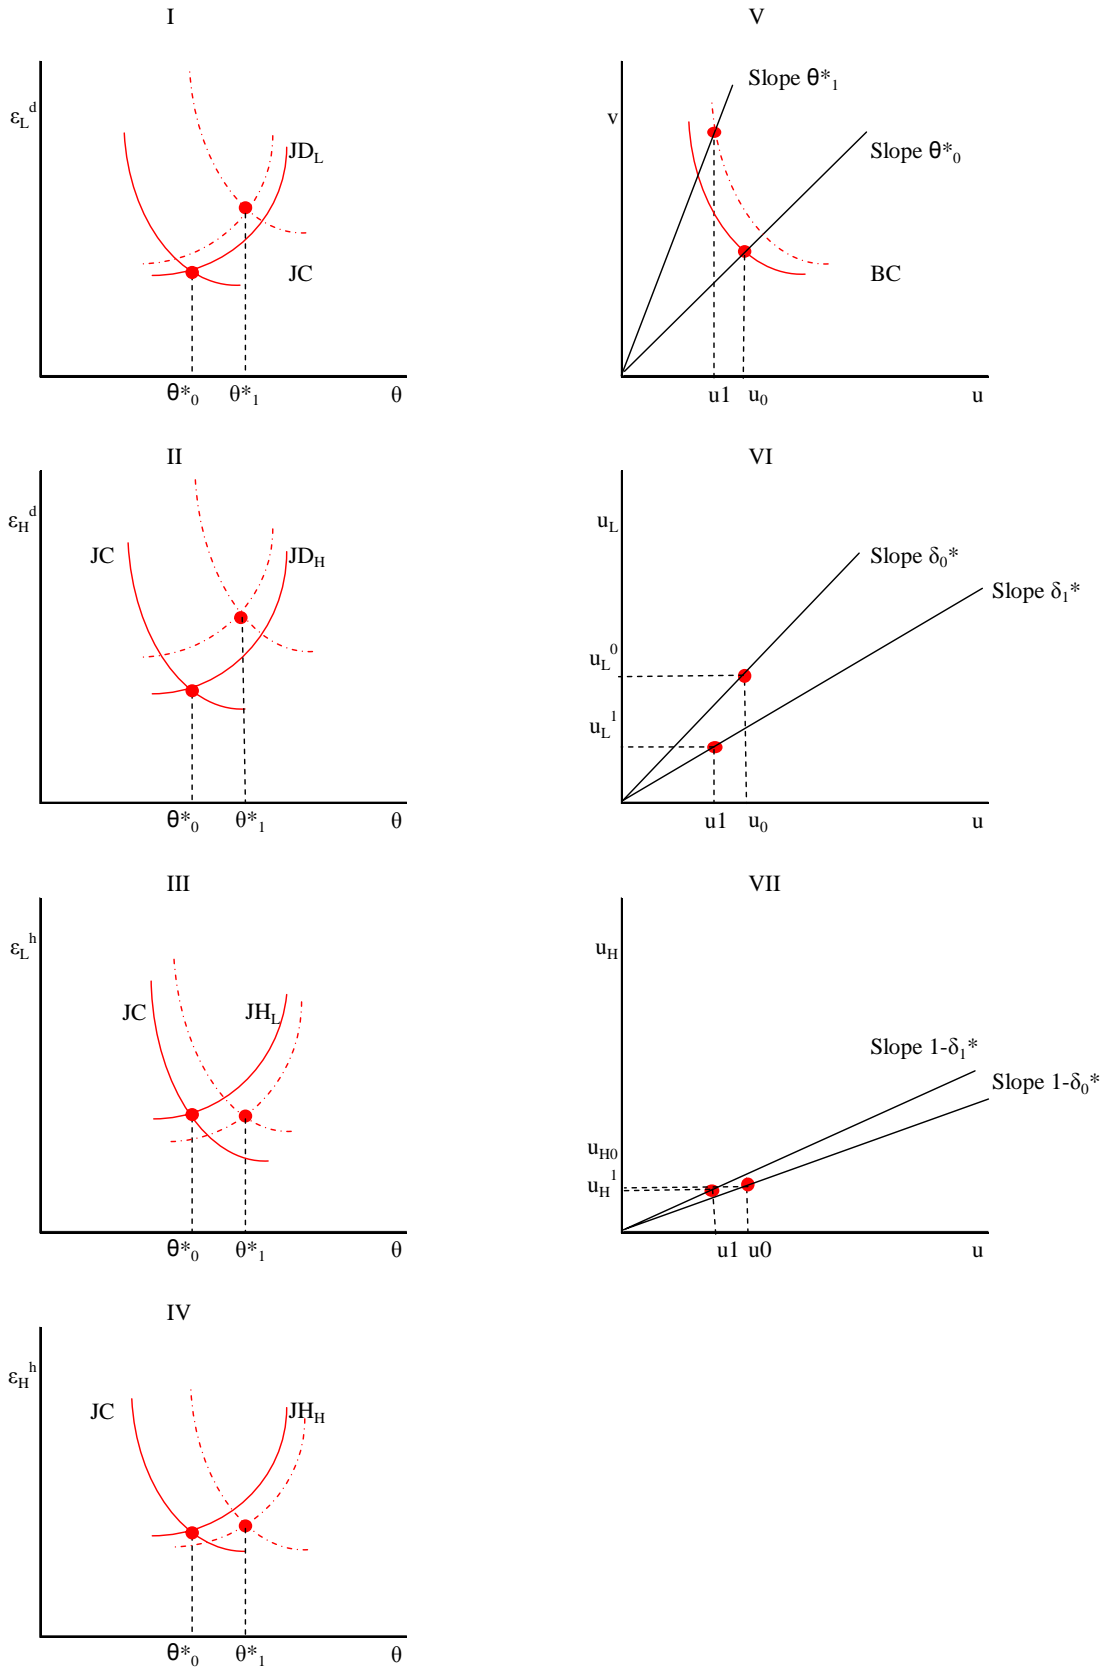 I
ε_L^d
JD_L
JC
θ*_0
θ*_1
θ
II
ε_H^d
JC
JD_H
θ*_0
θ*_1
θ
III
ε_L^h
JC
JH_L
θ*_0
θ*_1
θ
IV
ε_H^h
JC
JH_H
θ*_0
θ*_1
θ
V
v
Slope θ*_1
Slope θ*_0
BC
u1
u_0
u
VI
u_L
Slope δ_0*
Slope δ_1*
u_L^0
u_L^1
u1
u_0
u
VII
u_H
Slope 1-δ_1*
Slope 1-δ_0*
u_H0
u_H^1
u1 u0
u